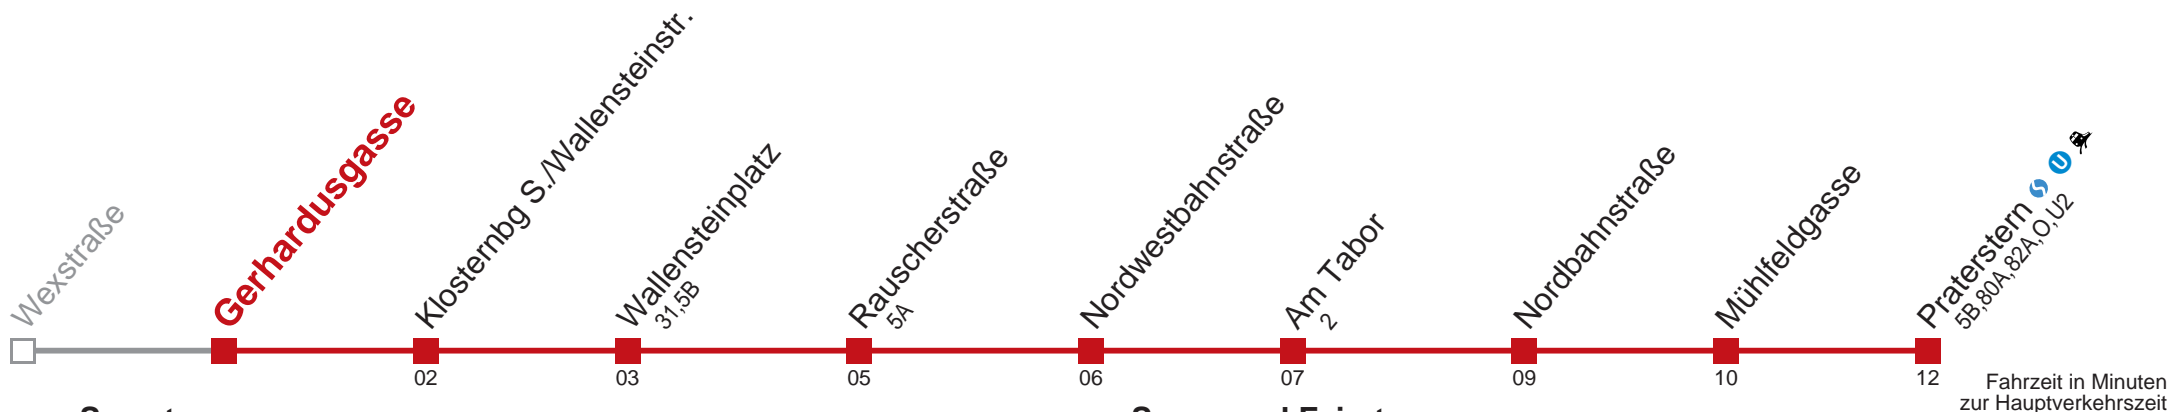 Wexstraße
Gerhardusgasse
Klosternbg S./Wallensteinstr.
Wallensteinplatz
31,5B
Rauscherstraße
5A
Nordwestbahnstraße
Am Tabor
2
Nordbahnstraße
Mühlfeldgasse
Praterstern S U
5B,80A,82A,O,U2
02 03 05 06 07 09 10 12
Fahrzeit in Minuten
zur Hauptverkehrszeit